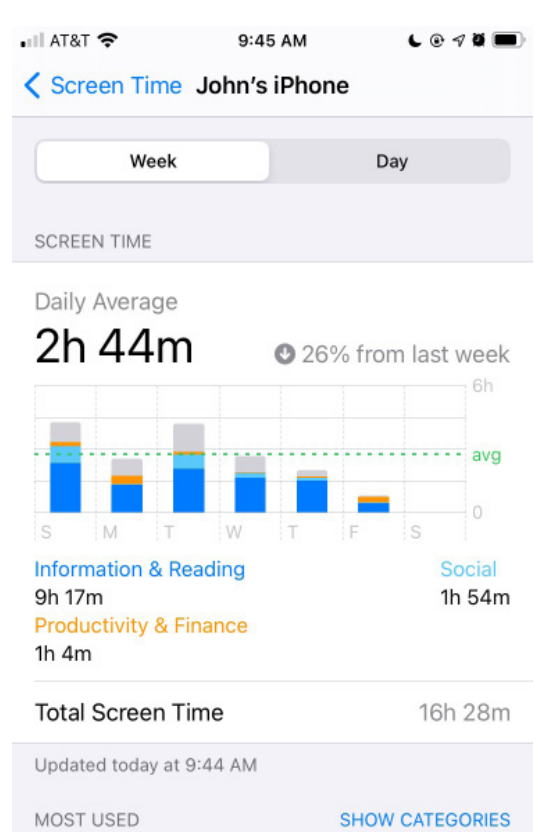 AT&T 9:45 AM
Screen Time John's iPhone
Week Day
SCREEN TIME
Daily Average
2h 44m 26% from last week
6h
avg
0
S M T W T F S
Information & Reading Social
9h 17m 1h 54m
Productivity & Finance
1h 4m
Total Screen Time 16h 28m
Updated today at 9:44 AM
MOST USED SHOW CATEGORIES